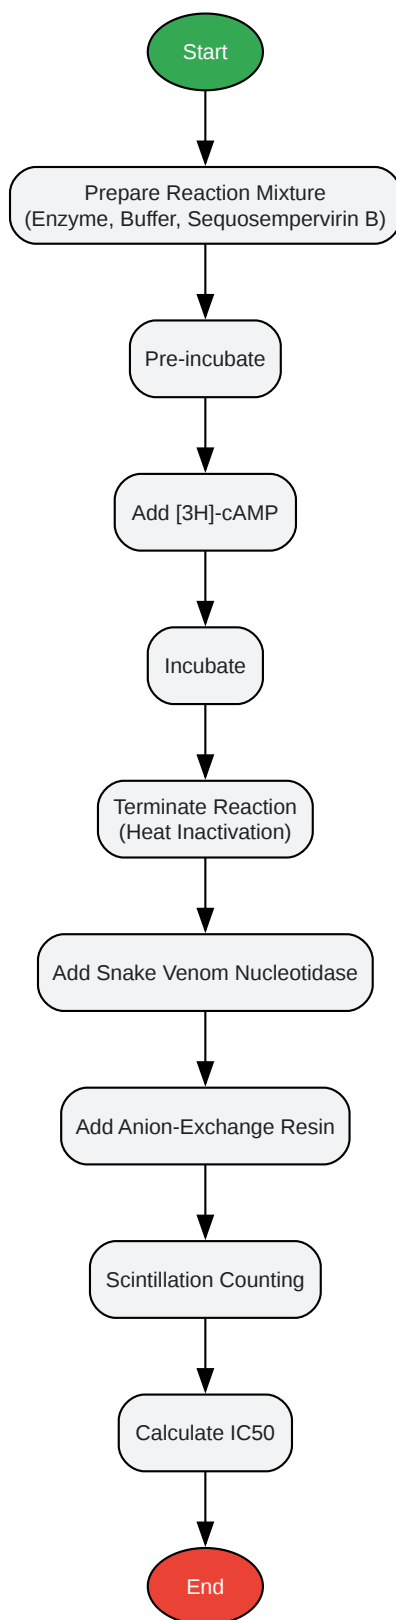 Start
Prepare Reaction Mixture
(Enzyme, Buffer, Sequosempervirin B)
Pre-incubate
Add [3H]-cAMP
Incubate
Terminate Reaction
(Heat Inactivation)
Add Snake Venom Nucleotidase
Add Anion-Exchange Resin
Scintillation Counting
Calculate IC50
End